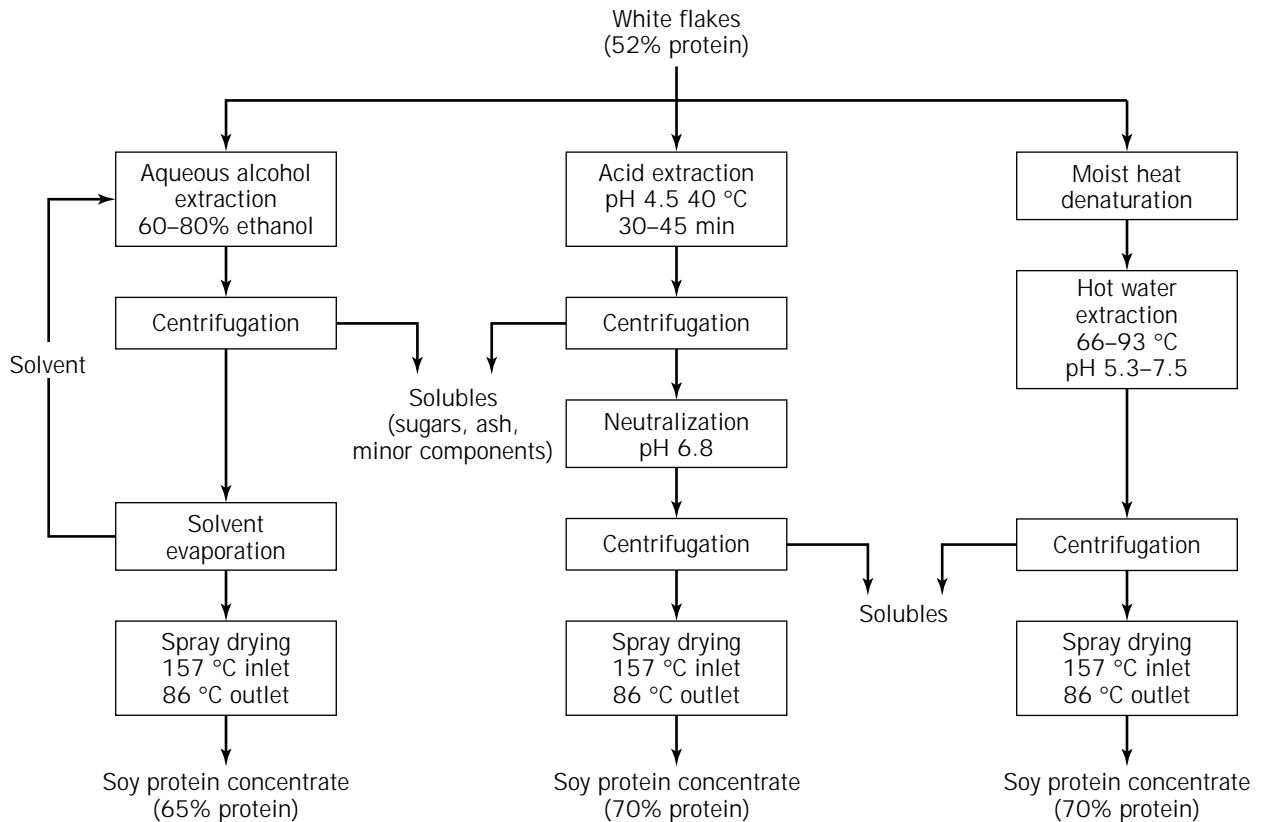 White flakes
(52% protein)
Aqueous alcohol
extraction
60–80% ethanol
Acid extraction
pH 4.5 40 °C
30–45 min
Moist heat
denaturation
Hot water
extraction
66–93 °C
pH 5.3–7.5
Centrifugation
Centrifugation
Solvent
Solubles
(sugars, ash,
minor components)
Neutralization
pH 6.8
Solvent
evaporation
Centrifugation
Centrifugation
Solubles
Spray drying
157 °C inlet
86 °C outlet
Spray drying
157 °C inlet
86 °C outlet
Spray drying
157 °C inlet
86 °C outlet
Soy protein concentrate
(65% protein)
Soy protein concentrate
(70% protein)
Soy protein concentrate
(70% protein)